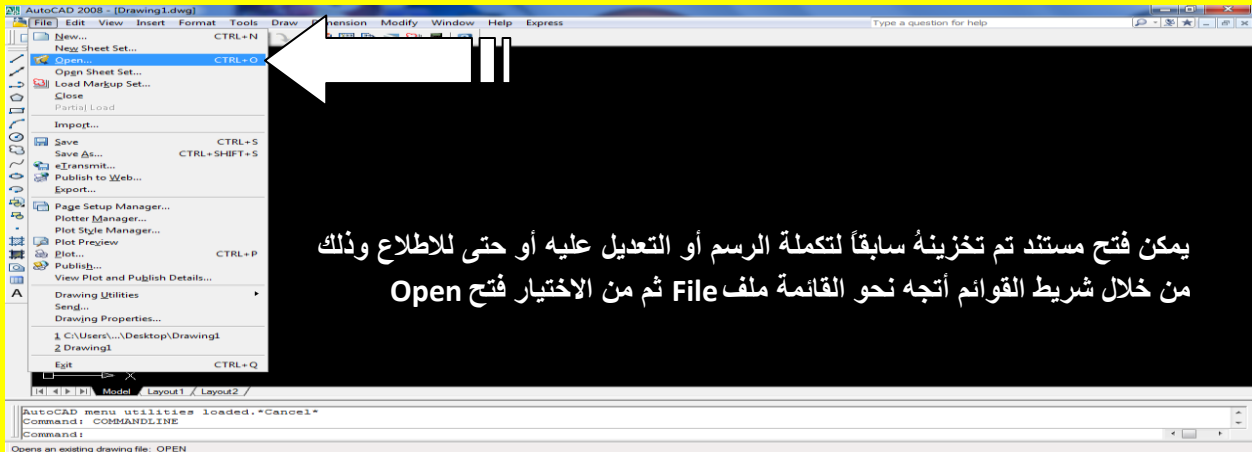 AutoCAD 2008 - [Drawing1.dwg]
File Edit View Insert Format Tools Draw Dimension Modify Window Help Express Type a question for help
New... CTRL+N
New Sheet Set...
Open... CTRL+O
Open Sheet Set...
Load Markup Set...
Close
Partial Load
Import...
Save CTRL+S
Save As... CTRL+SHIFT+S
eTransmit...
Publish to Web...
Export...
Page Setup Manager...
Plotter Manager...
Plot Style Manager...
Plot Preview
Plot... CTRL+P
Publish...
View Plot and Publish Details...
Drawing Utilities
Send...
Drawing Properties...
1 C:\Users\...\Desktop\Drawing1
2 Drawing1
Exit CTRL+Q
يمكن فتح مستند تم تخزينهُ سابقاً لتكملة الرسم أو التعديل عليه أو حتى للاطلاع وذلك
من خلال شريط القوائم أتجه نحو القائمة ملف File ثم من الاختيار فتح Open
X
Model Layout1 Layout2
AutoCAD menu utilities loaded.*Cancel*
Command: COMMANDLINE
Command:
Opens an existing drawing file: OPEN